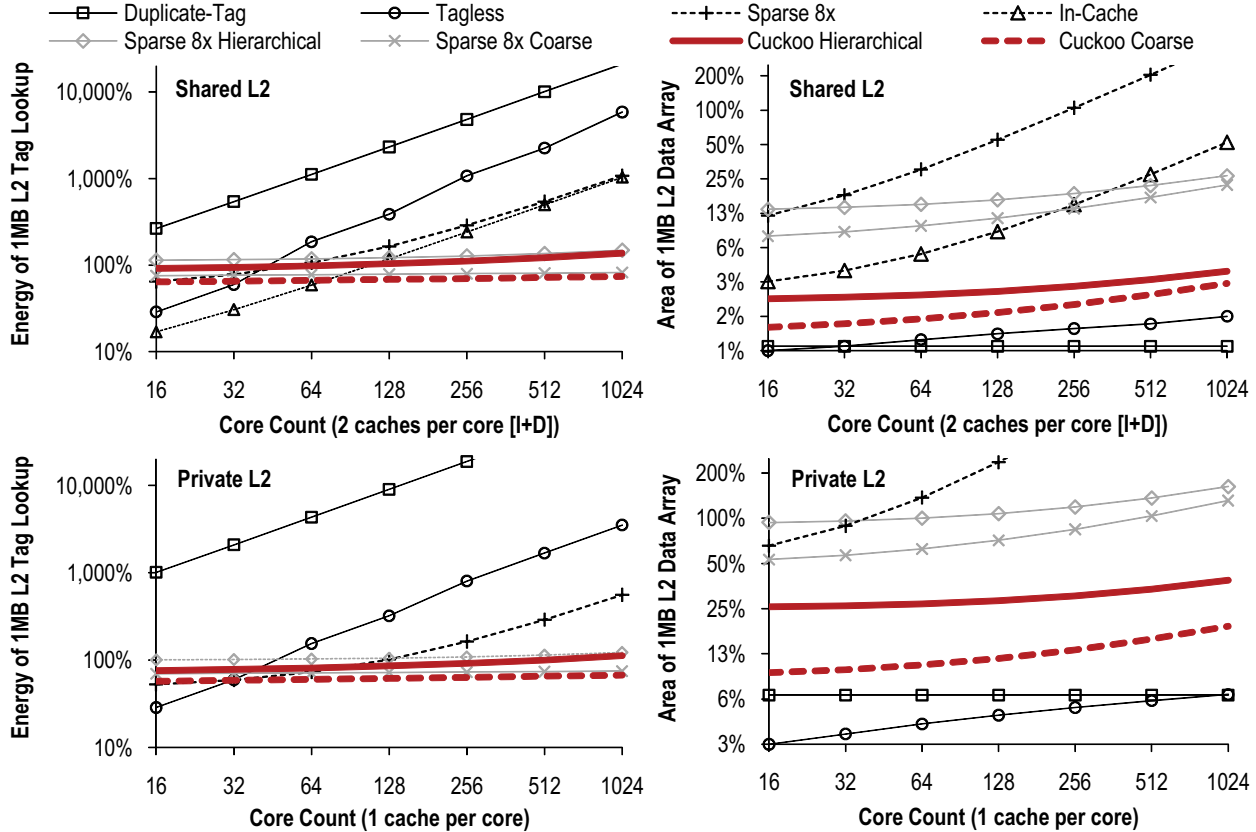 Duplicate-Tag Tagless Sparse 8x In-Cache
Sparse 8x Hierarchical Sparse 8x Coarse Cuckoo Hierarchical Cuckoo Coarse
Shared L2
Energy of 1MB L2 Tag Lookup
10,000%
1,000%
100%
10%
16 32 64 128 256 512 1024
Core Count (2 caches per core [I+D])
Shared L2
Area of 1MB L2 Data Array
200%
100%
50%
25%
13%
6%
3%
2%
1%
16 32 64 128 256 512 1024
Core Count (2 caches per core [I+D])
Private L2
Energy of 1MB L2 Tag Lookup
10,000%
1,000%
100%
10%
16 32 64 128 256 512 1024
Core Count (1 cache per core)
Private L2
Area of 1MB L2 Data Array
200%
100%
50%
25%
13%
6%
3%
16 32 64 128 256 512 1024
Core Count (1 cache per core)